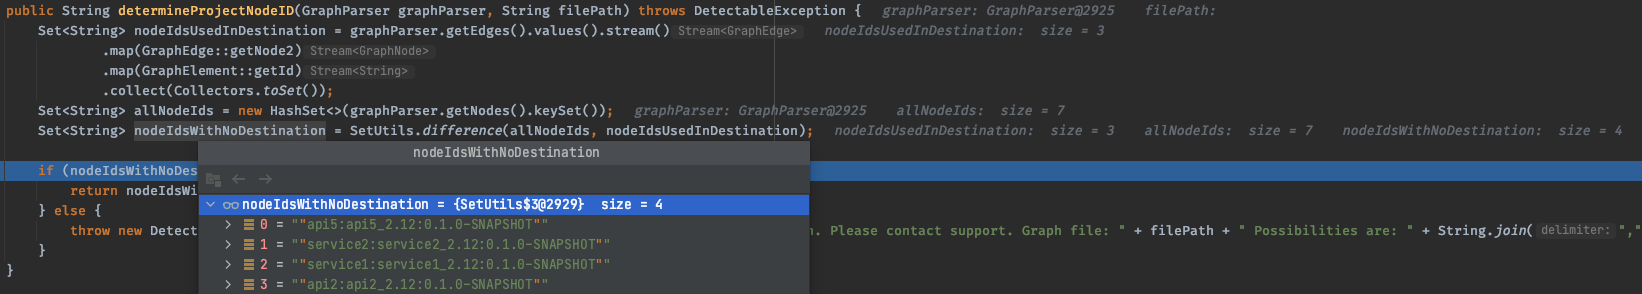 public String determineProjectNodeID(GraphParser graphParser, String filePath) throws DetectableException {   graphParser: GraphParser@2925    filePath:
Set<String> nodeIdsUsedInDestination = graphParser.getEdges().values().stream() Stream<GraphEdge>   nodeIdsUsedInDestination:  size = 3
.map(GraphEdge::getNode2) Stream<GraphNode>
.map(GraphElement::getId) Stream<String>
.collect(Collectors.toSet());
Set<String> allNodeIds = new HashSet<>(graphParser.getNodes().keySet());   graphParser: GraphParser@2925    allNodeIds:  size = 7
Set<String> nodeIdsWithNoDestination = SetUtils.difference(allNodeIds, nodeIdsUsedInDestination);   nodeIdsUsedInDestination:  size = 3    allNodeIds:  size = 7    nodeIdsWithNoDestination:  size = 4
nodeIdsWithNoDestination
if (nodeIdsWithNoDes
return nodeIdsWi
nodeIdsWithNoDestination = {SetUtils$3@2929}  size = 4
} else {
0 = ""api5:api5_2.12:0.1.0-SNAPSHOT""
throw new Detect
n. Please contact support. Graph file: " + filePath + " Possibilities are: " + String.join( delimiter: ","
1 = ""service2:service2_2.12:0.1.0-SNAPSHOT""
}
2 = ""service1:service1_2.12:0.1.0-SNAPSHOT""
}
3 = ""api2:api2_2.12:0.1.0-SNAPSHOT""